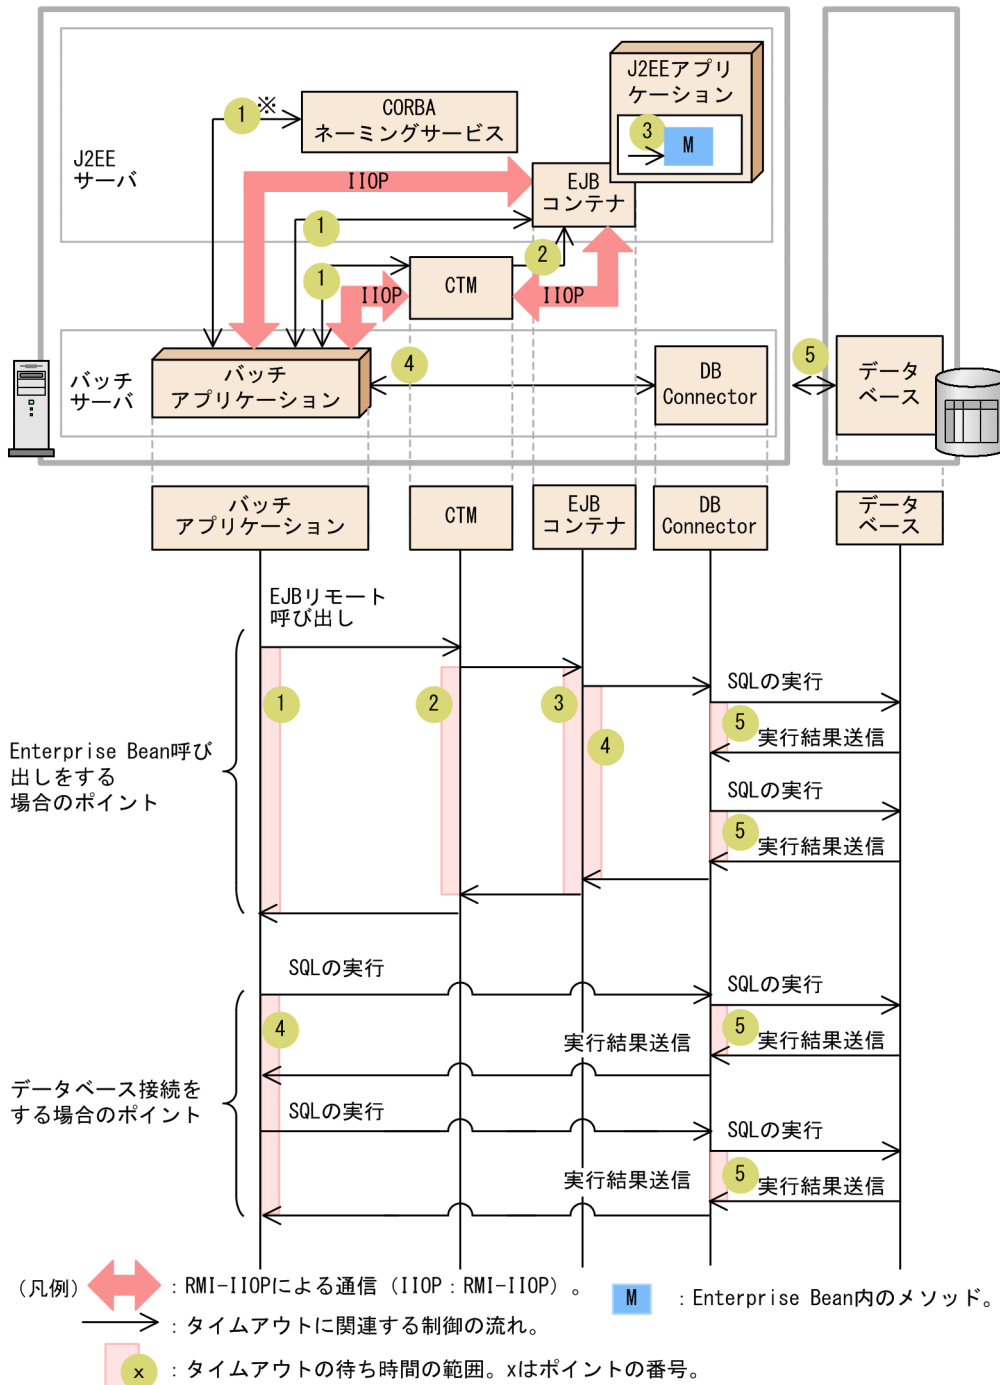 J2EEアプリ
ケーション
3
M
1
※
CORBA
ネーミングサービス
J2EE
サーバ
IIOP
EJB
コンテナ
1
2
1
CTM
IIOP
IIOP
バッチ
サーバ
バッチ
アプリケーション
4
DB
Connector
5
データ
ベース
バッチ
アプリケーション
CTM
EJB
コンテナ
DB
Connector
データ
ベース
EJBリモート
呼び出し
SQLの実行
1
2
3
4
5
実行結果送信
Enterprise Bean呼び
出しをする
場合のポイント
SQLの実行
5
実行結果送信
SQLの実行
SQLの実行
4
5
実行結果送信
実行結果送信
データベース接続を
する場合のポイント
SQLの実行
SQLの実行
5
実行結果送信
実行結果送信
(凡例)
:RMI-IIOPによる通信(IIOP:RMI-IIOP)。
M
:Enterprise Bean内のメソッド。
:タイムアウトに関連する制御の流れ。
x
:タイムアウトの待ち時間の範囲。xはポイントの番号。